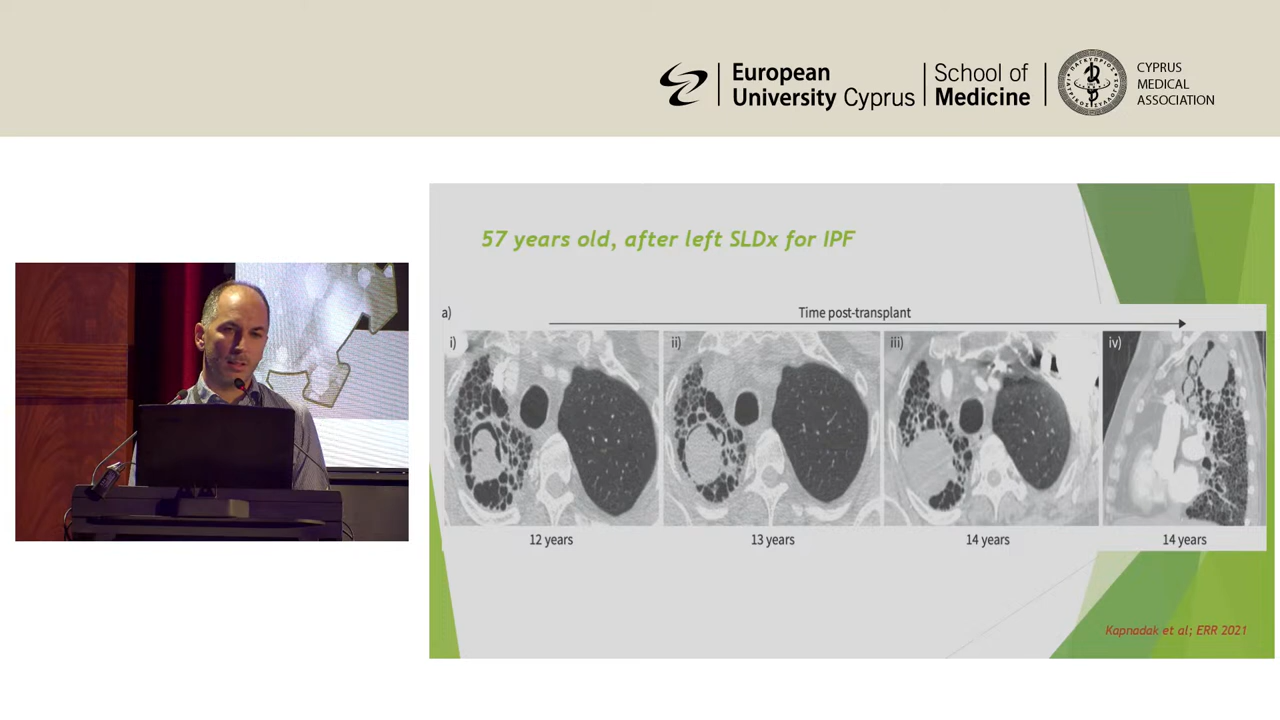 European
University Cyprus
School of
Medicine
CYPRUS
MEDICAL
ASSOCIATION
57 years old, after left SLDx for IPF
a)
Time post-transplant
i)
ii)
iii)
iv)
12 years
13 years
14 years
14 years
Kapnadak et al; ERR 2021